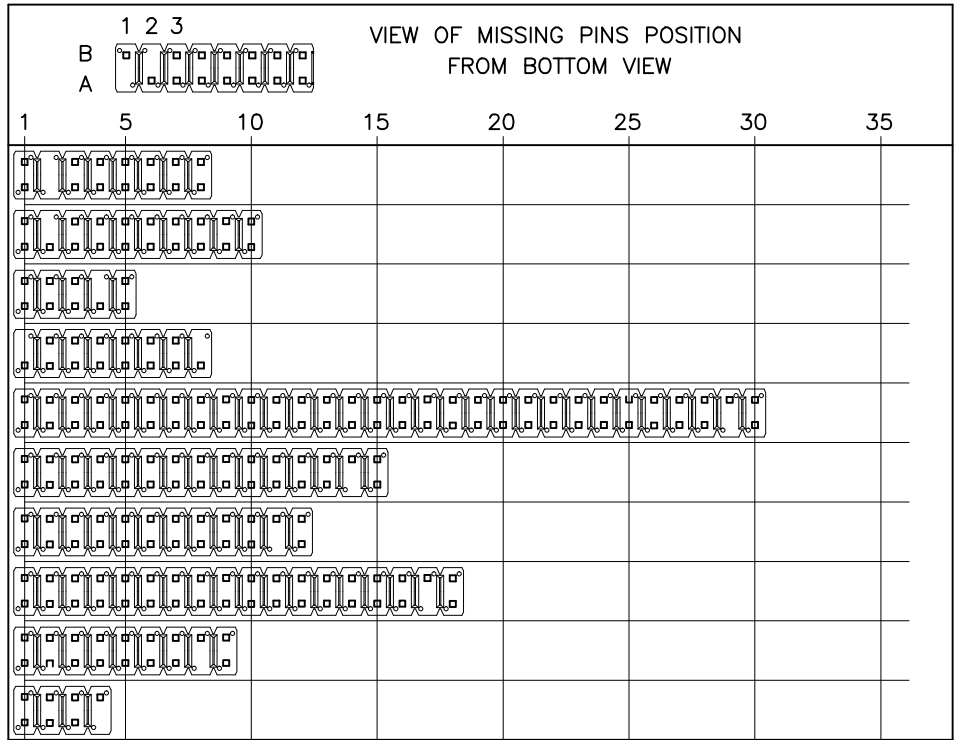 1 2 3
VIEW OF MISSING PINS POSITION
B
FROM BOTTOM VIEW
A
1 5 10 15 20 25 30 35